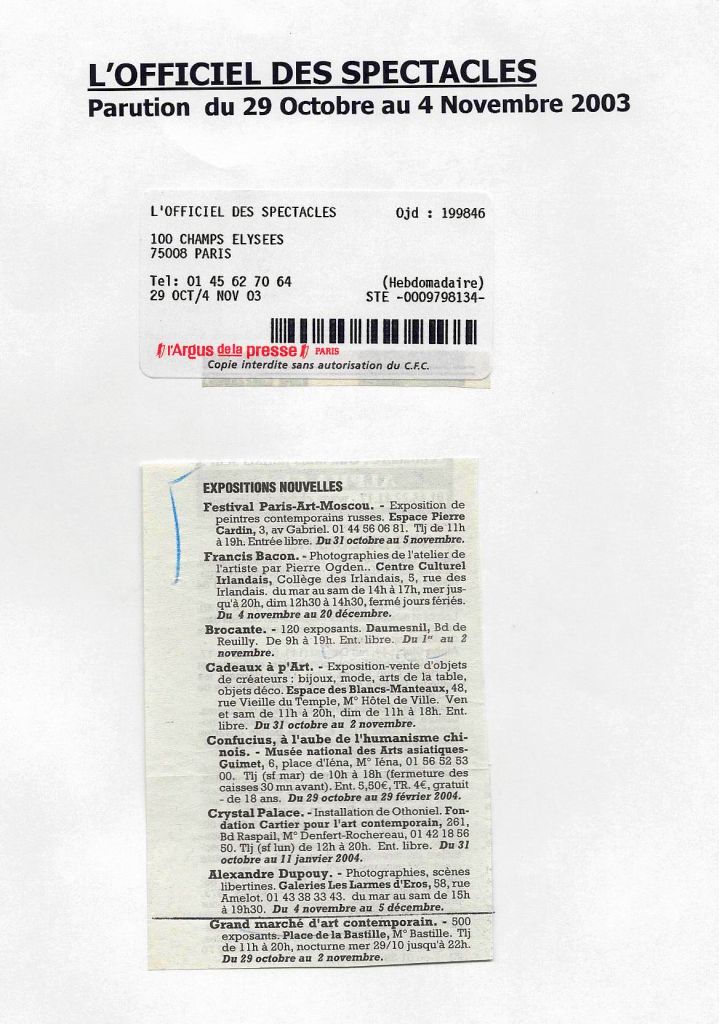 L'OFFICIEL DES SPECTACLES
Parution du 29 Octobre au 4 Novembre 2003
L'OFFICIEL DES SPECTACLES Ojd : 199846
100 CHAMPS ELYSEES
75008 PARIS
Tel: 01 45 62 70 64 (Hebdomadaire)
29 OCT/4 NOV 03 STE -0009798134-
l'Argus de la presse PARIS
Copie interdite sans autorisation du C.F.C.
EXPOSITIONS NOUVELLES
Festival Paris-Art-Moscou. - Exposition de
peintres contemporains russes. Espace Pierre
Cardin, 3, av Gabriel. 01 44 56 06 81. Tlj de 11h
à 19h. Entrée libre. Du 31 octobre au 5 novembre.
Francis Bacon. - Photographies de l'atelier de
l'artiste par Pierre Ogden.. Centre Culturel
Irlandais, Collège des Irlandais, 5, rue des
Irlandais. du mar au sam de 14h à 17h, mer jus-
qu'à 20h, dim 12h30 à 14h30, fermé jours fériés.
Du 4 novembre au 20 décembre.
Brocante. - 120 exposants. Daumesnil, Bd de
Reuilly. De 9h à 19h. Ent. libre. Du 1er au 2
novembre.
Cadeaux à p'Art. - Exposition-vente d'objets
de créateurs : bijoux, mode, arts de la table,
objets déco. Espace des Blancs-Manteaux, 48,
rue Vieille du Temple, M° Hôtel de Ville. Ven
et sam de 11h à 20h, dim de 11h à 18h. Ent.
libre. Du 31 octobre au 2 novembre.
Confucius, à l'aube de l'humanisme chi-
nois. - Musée national des Arts asiatiques-
Guimet, 6, place d'Iéna, M° Iéna, 01 56 52 53
00. Tlj (sf mar) de 10h à 18h (fermeture des
caisses 30 mn avant). Ent. 5,50€, TR. 4€, gratuit
- de 18 ans. Du 29 octobre au 29 février 2004.
Crystal Palace. - Installation de Othoniel. Fon-
dation Cartier pour l'art contemporain, 261,
Bd Raspail, M° Denfert-Rochereau, 01 42 18 56
50. Tlj (sf lun) de 12h à 20h. Ent. libre. Du 31
octobre au 11 janvier 2004.
Alexandre Dupouy. - Photographies, scènes
libertines. Galeries Les Larmes d'Eros, 58, rue
Amelot. 01 43 38 33 43. du mar au sam de 15h
à 19h30. Du 4 novembre au 5 décembre.
Grand marché d'art contemporain. - 500
exposants. Place de la Bastille, M° Bastille. Tlj
de 11h à 20h, nocturne mer 29/10 jusqu'à 22h.
Du 29 octobre au 2 novembre.